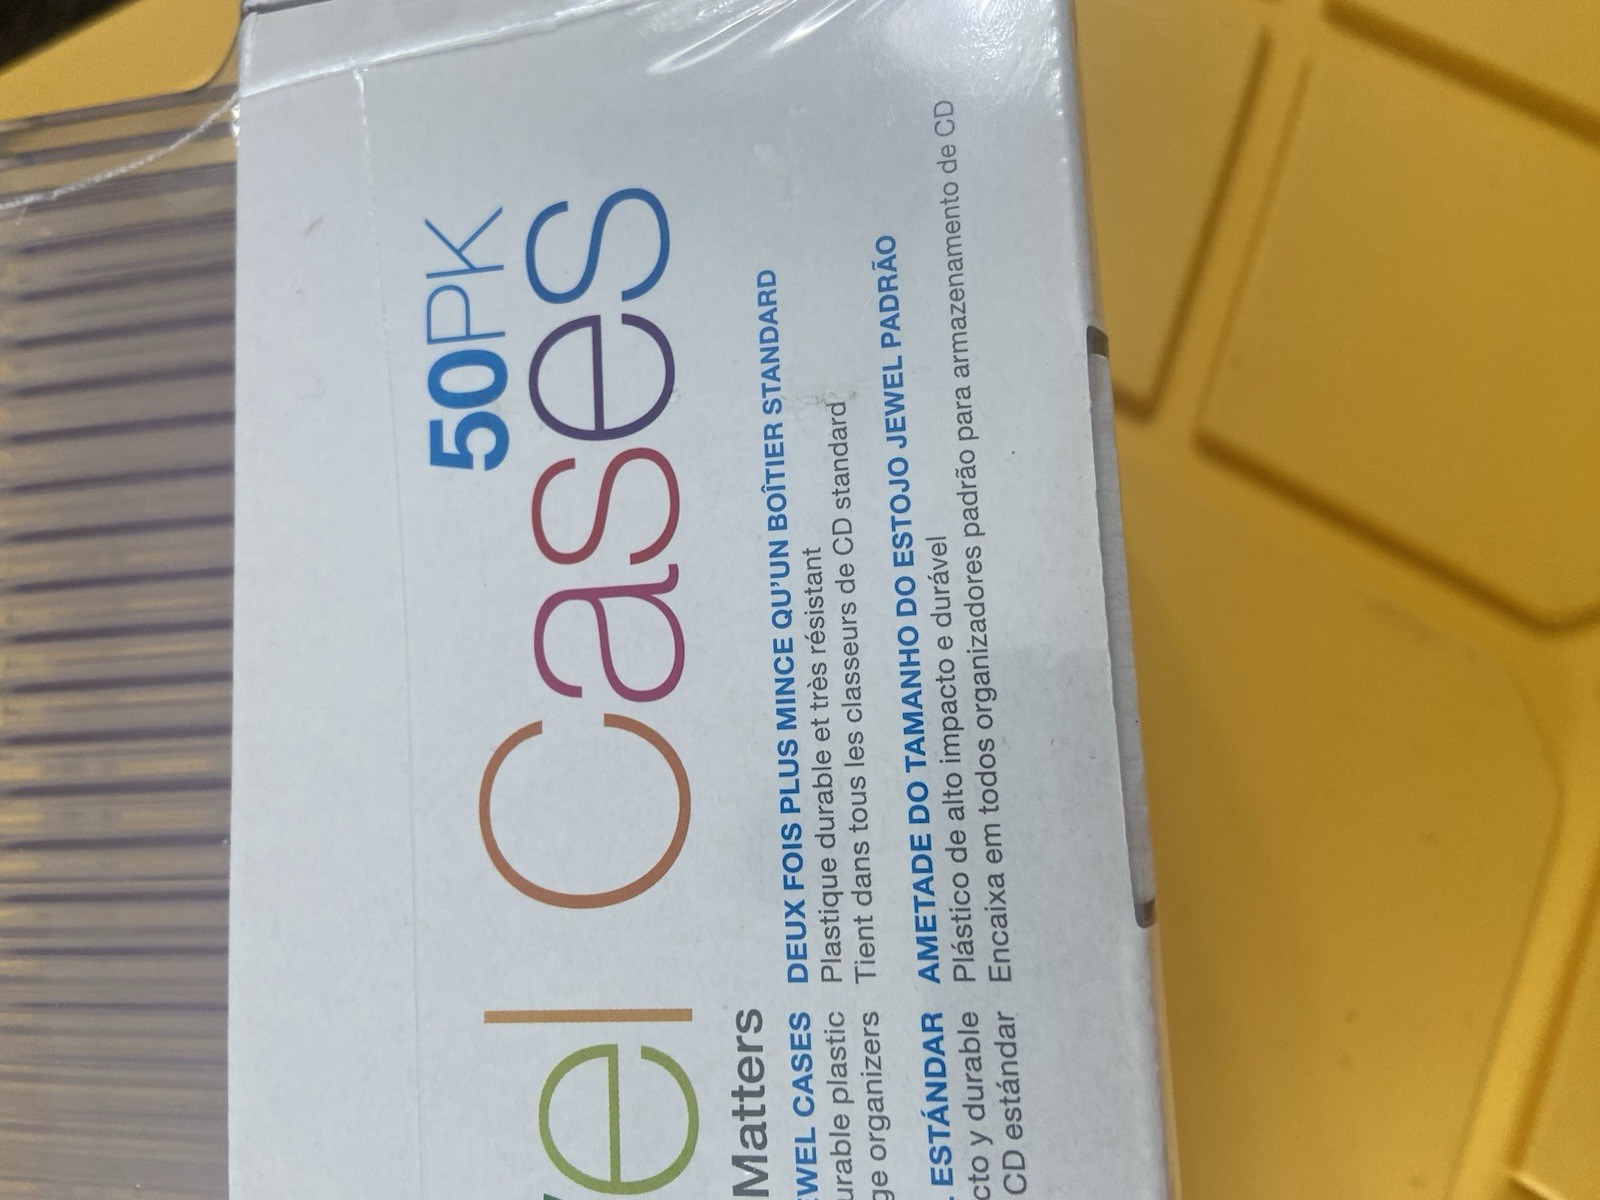 50PK
el Cases
Matters
EWEL CASES
urable plastic
ge organizers
DEUX FOIS PLUS MINCE QU'UN BOÎTIER STANDARD
Plastique durable et très résistant
Tient dans tous les classeurs de CD standard
ESTÁNDAR
cto y durable
CD estándar
AMETADE DO TAMANHO DO ESTOJO JEWEL PADRÃO
Plástico de alto impacto e durável
Encaixa em todos organizadores padrão para armazenamento de CD